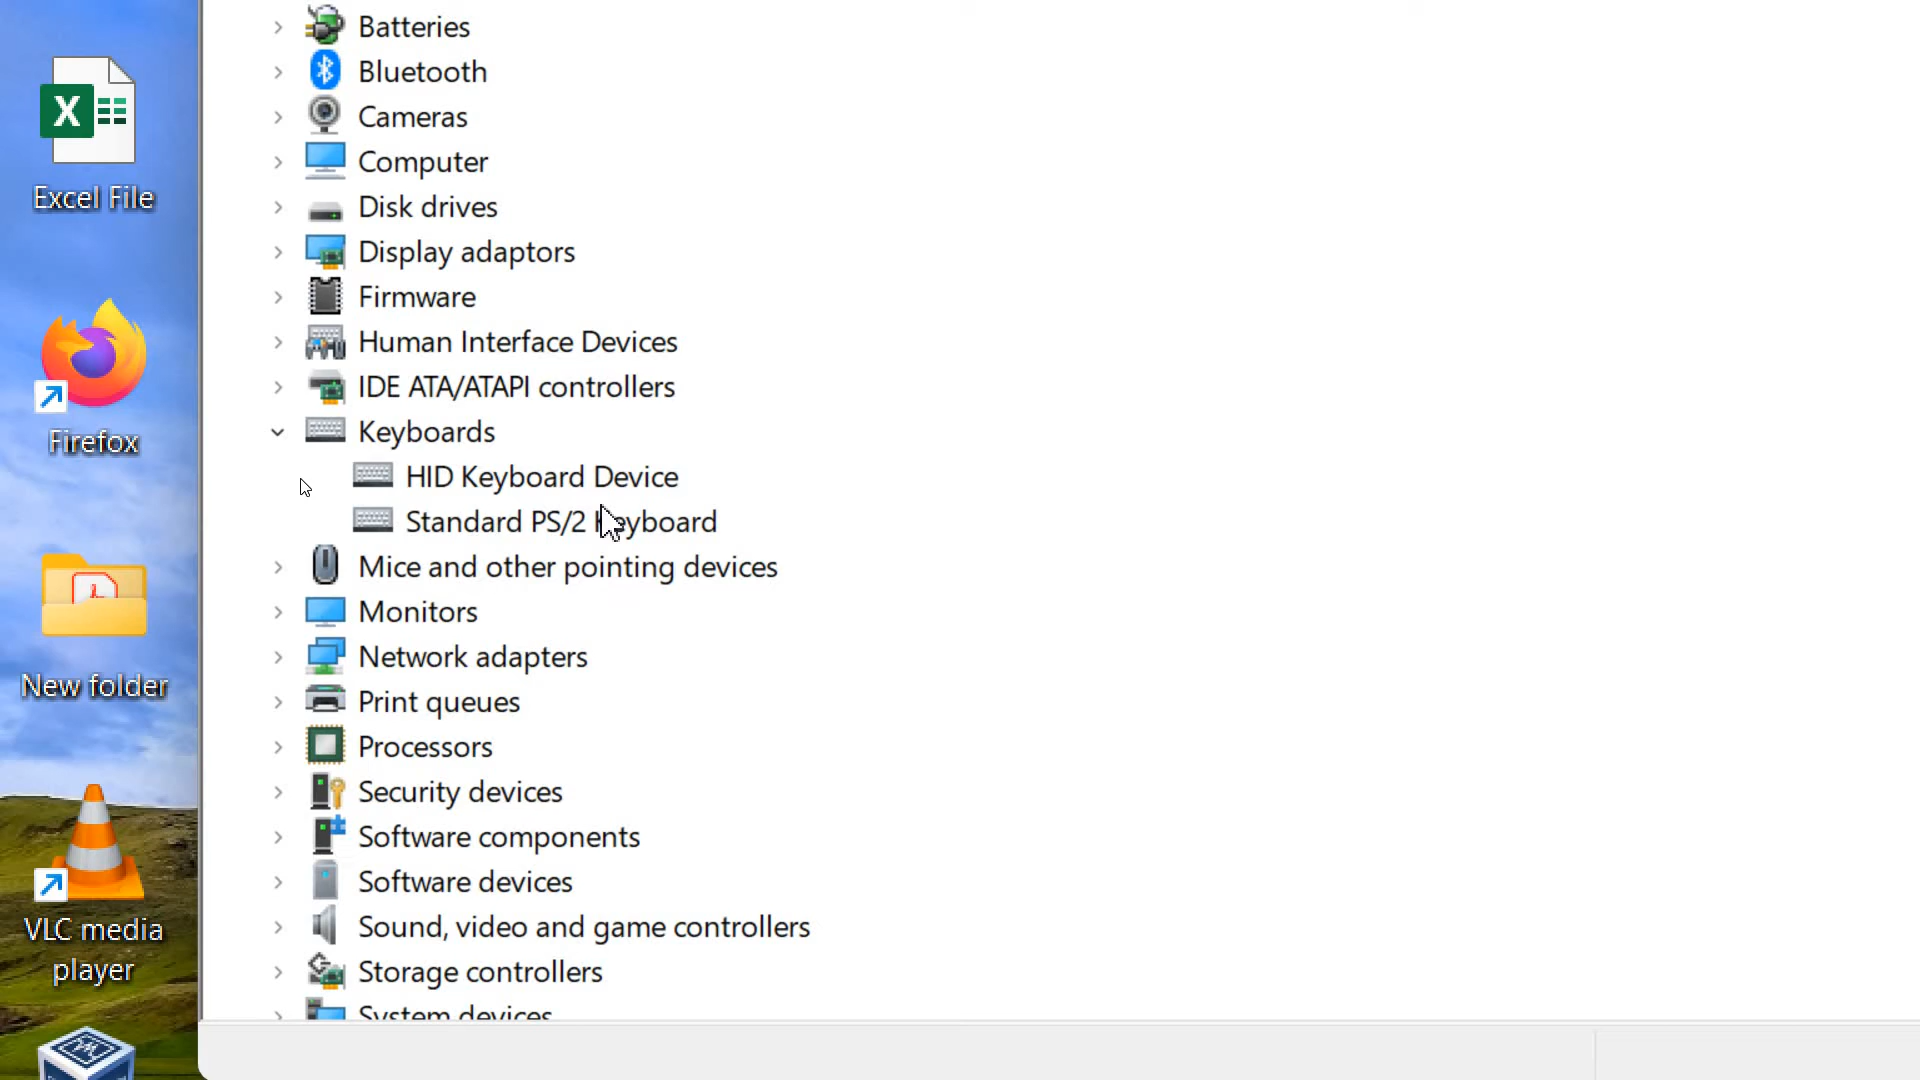 Excel File
Firefox
New folder
VLC media
player
Batteries
Bluetooth
Cameras
Computer
Disk drives
Display adaptors
Firmware
Human Interface Devices
IDE ATA/ATAPI controllers
Keyboards
HID Keyboard Device
Standard PS/2 Keyboard
Mice and other pointing devices
Monitors
Network adapters
Print queues
Processors
Security devices
Software components
Software devices
Sound, video and game controllers
Storage controllers
System devices